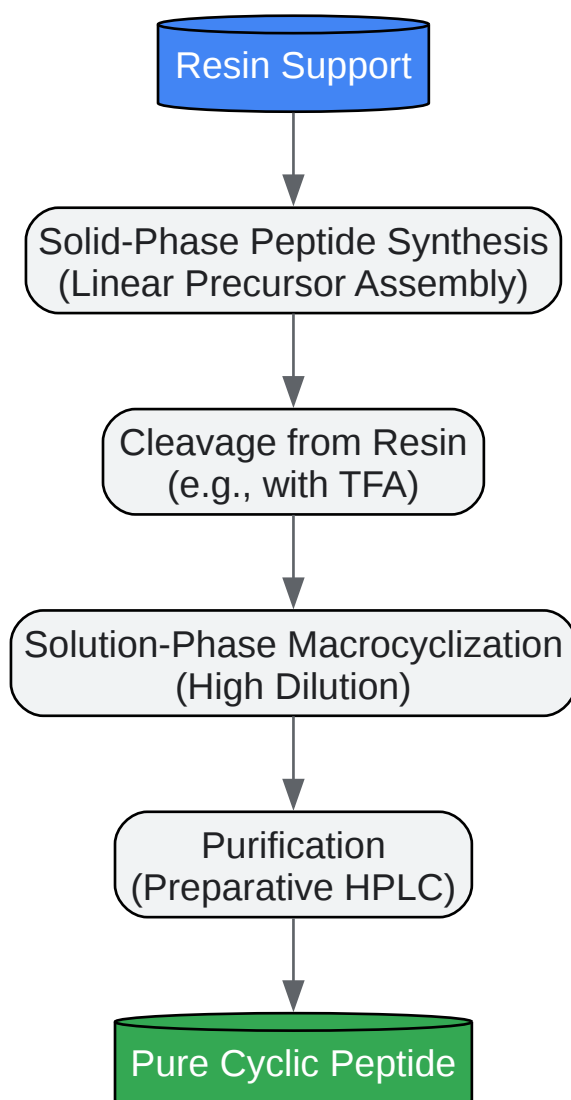 Resin Support
Solid-Phase Peptide Synthesis
(Linear Precursor Assembly)
Cleavage from Resin
(e.g., with TFA)
Solution-Phase Macrocyclization
(High Dilution)
Purification
(Preparative HPLC)
Pure Cyclic Peptide